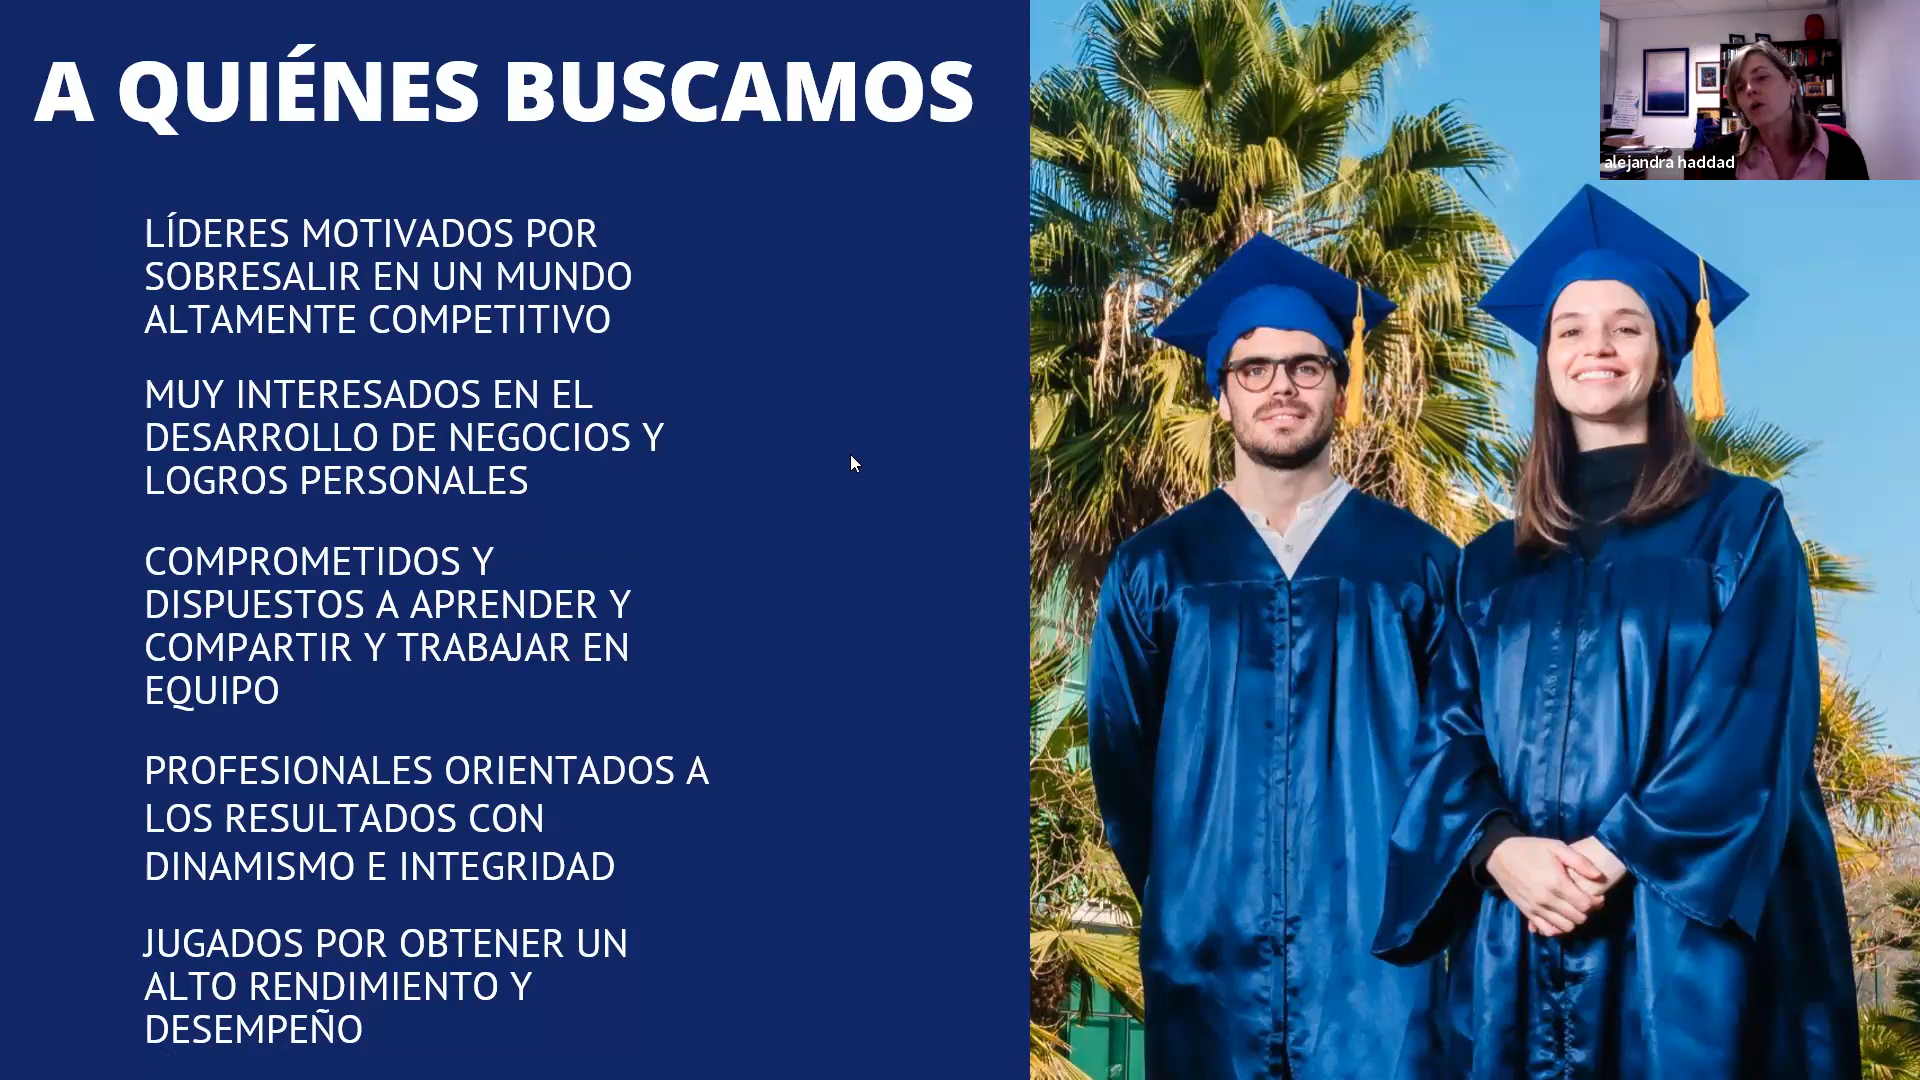 A QUIÉNES BUSCAMOS
LÍDERES MOTIVADOS POR
SOBRESALIR EN UN MUNDO
ALTAMENTE COMPETITIVO
MUY INTERESADOS EN EL
DESARROLLO DE NEGOCIOS Y
LOGROS PERSONALES
COMPROMETIDOS Y
DISPUESTOS A APRENDER Y
COMPARTIR Y TRABAJAR EN
EQUIPO
PROFESIONALES ORIENTADOS A
LOS RESULTADOS CON
DINAMISMO E INTEGRIDAD
JUGADOS POR OBTENER UN
ALTO RENDIMIENTO Y
DESEMPEÑO
alejandra haddad